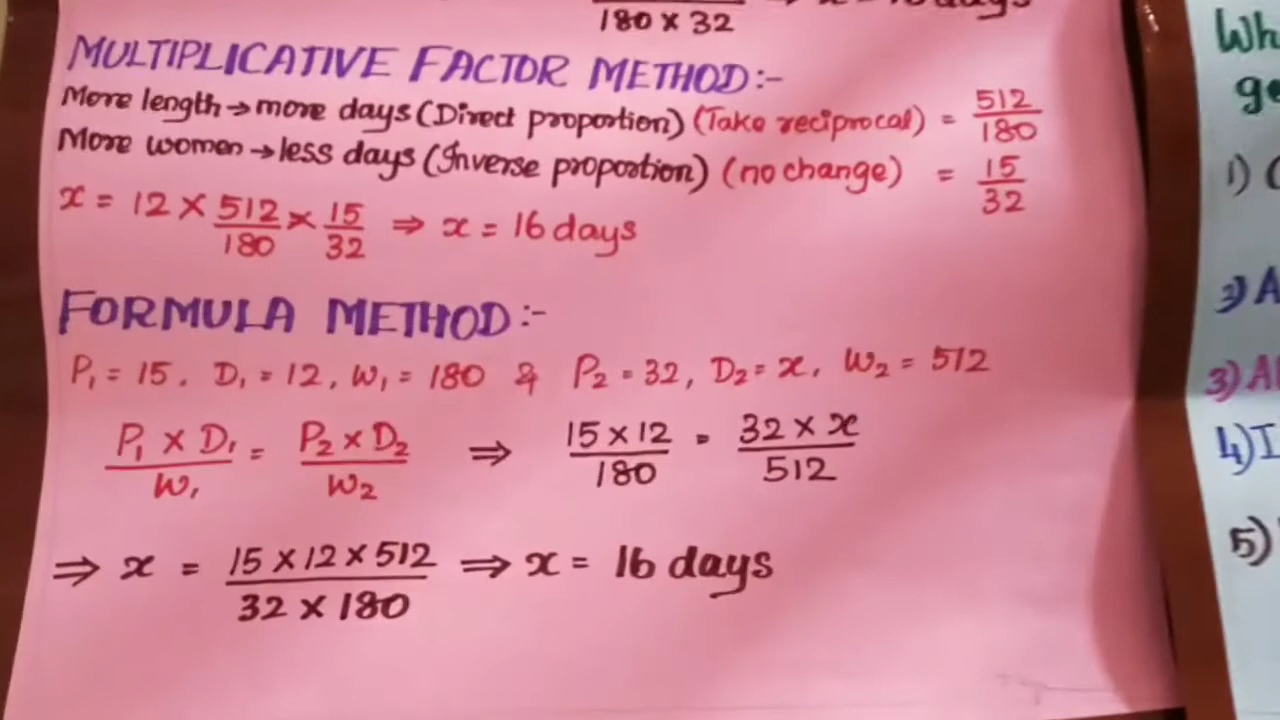 180 × 32
MULTIPLICATIVE FACTOR METHOD:-
More length → more days (Direct proportion) (Take reciprocal) = 512/180
More women → less days (Inverse proportion) (no change) = 15/32
x = 12 × 512/180 × 15/32 ⇒ x = 16 days
FORMULA METHOD:-
P₁ = 15, D₁ = 12, W₁ = 180 & P₂ = 32, D₂ = x, W₂ = 512
P₁ × D₁/W₁ = P₂ × D₂/W₂ ⇒ 15 × 12/180 = 32 × x/512
⇒ x = 15 × 12 × 512/32 × 180 ⇒ x = 16 days
1)
3)
4) I
5)